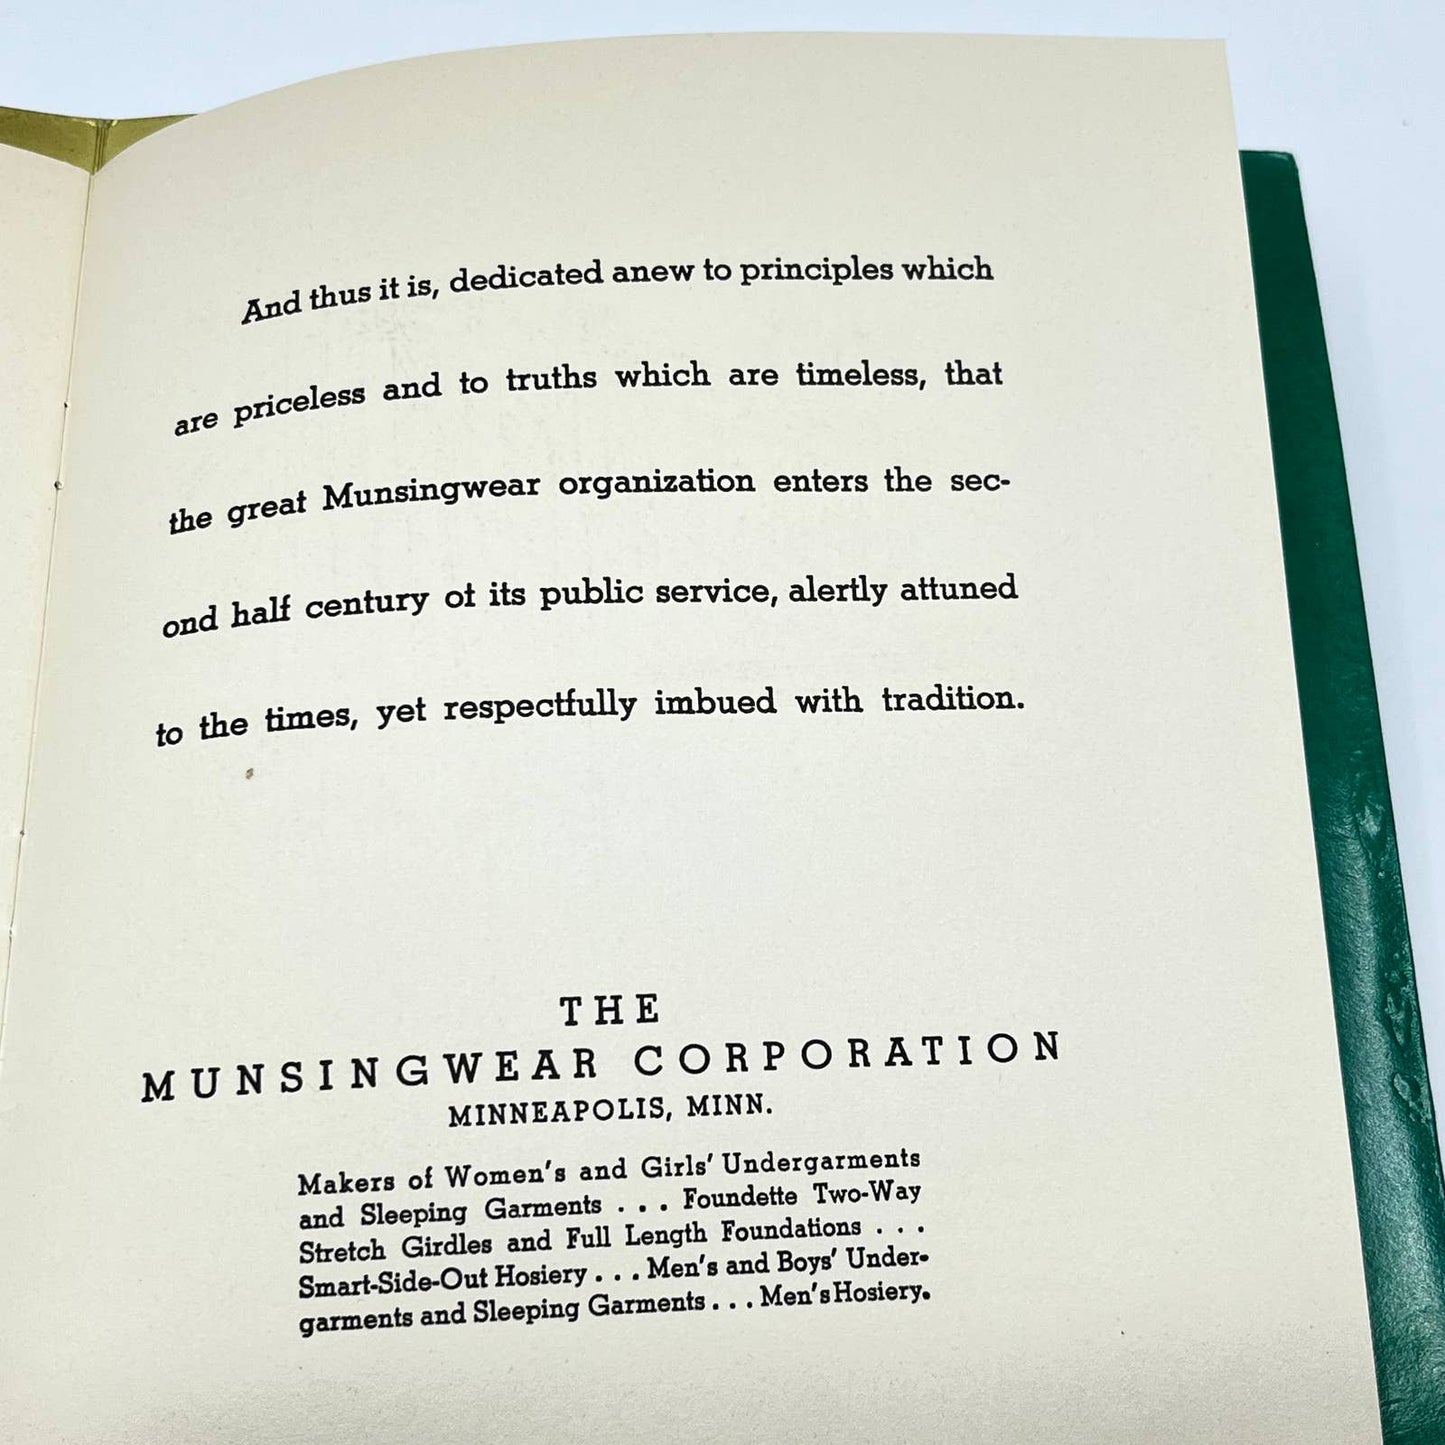 And thus it is, dedicated anew to principles which
are priceless and to truths which are timeless, that
the great Munsingwear organization enters the sec-
ond half century of its public service, alertly attuned
to the times, yet respectfully imbued with tradition.
THE
MUNSINGWEAR CORPORATION
MINNEAPOLIS, MINN.
Makers of Women's and Girls' Undergarments
and Sleeping Garments . . . Foundette Two-Way
Stretch Girdles and Full Length Foundations . . .
Smart-Side-Out Hosiery . . . Men's and Boys' Under-
garments and Sleeping Garments . . . Men's Hosiery.